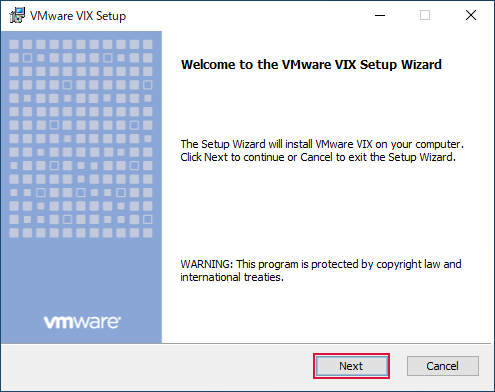 VMware VIX Setup
Welcome to the VMware VIX Setup Wizard
The Setup Wizard will install VMware VIX on your computer.
Click Next to continue or Cancel to exit the Setup Wizard.
WARNING: This program is protected by copyright law and
international treaties.
vmware
Next
Cancel